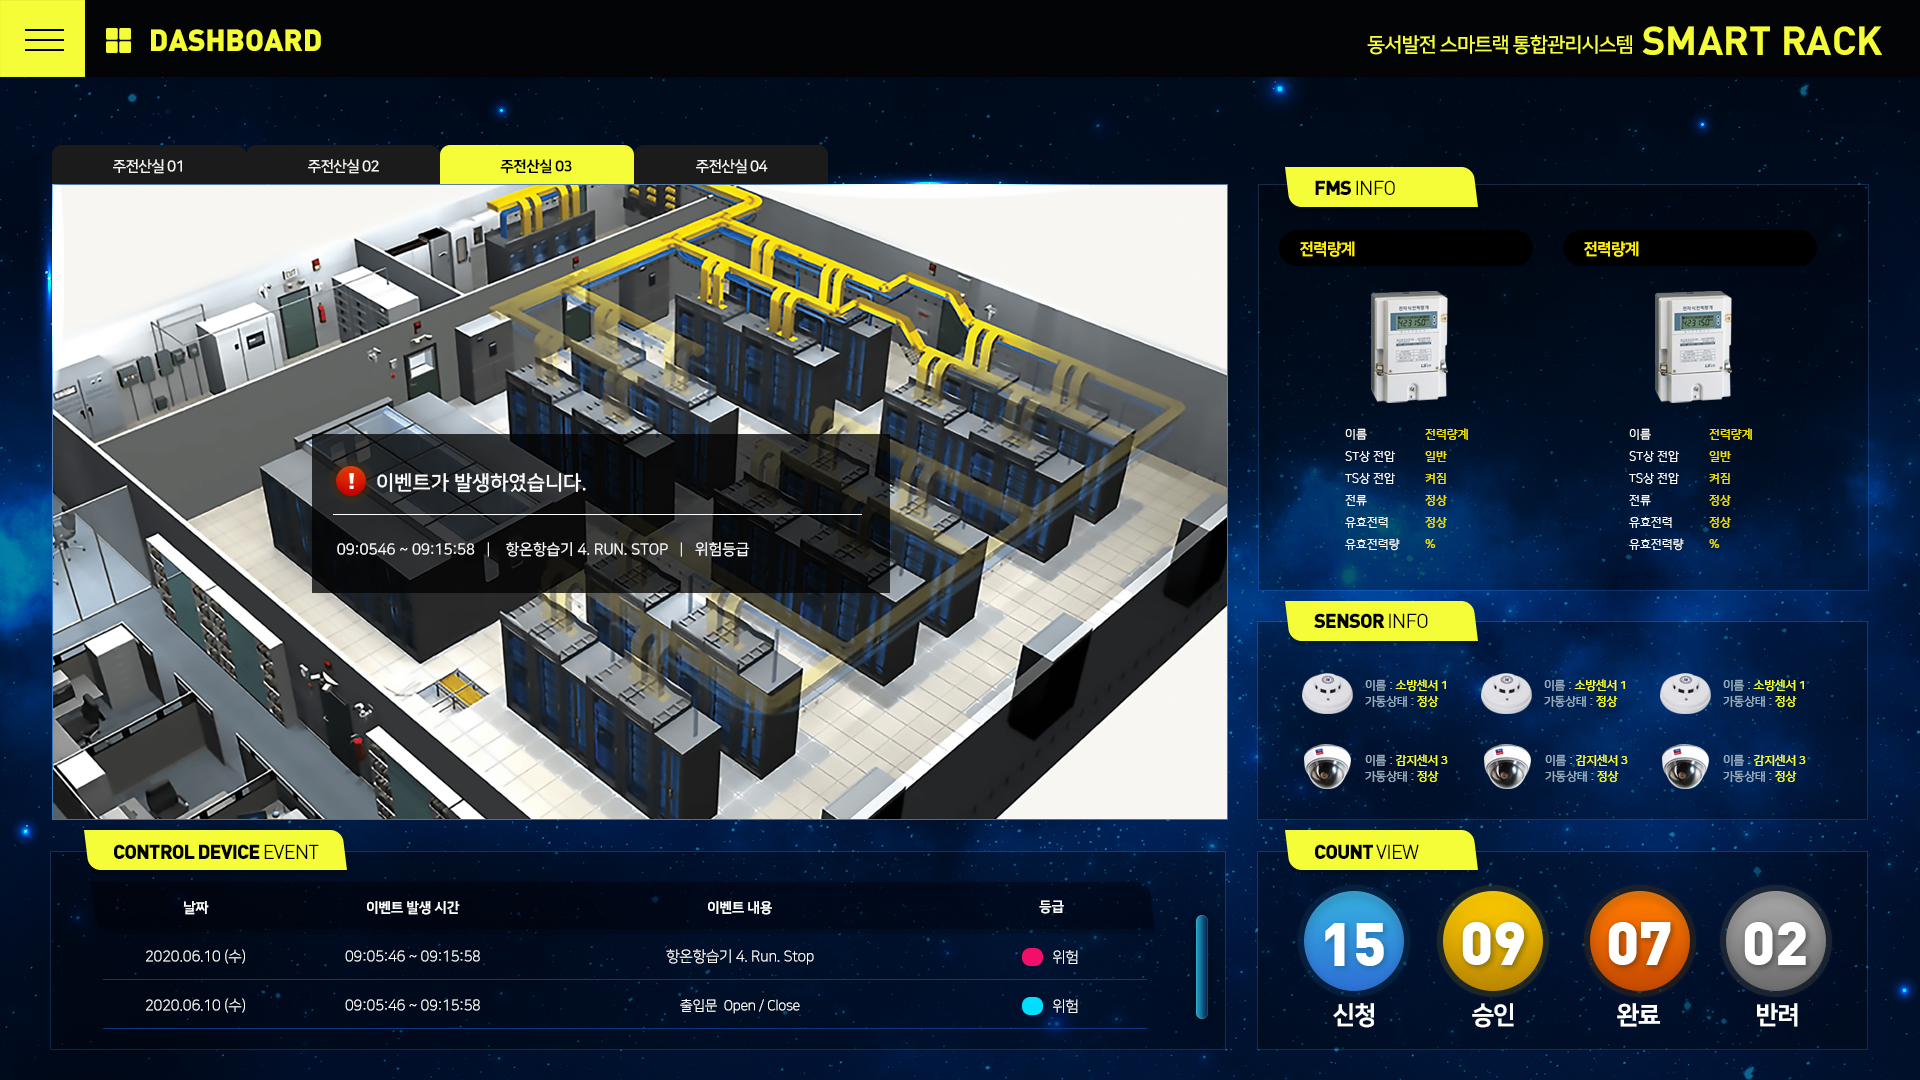 DASHBOARD
동서발전 스마트랙 통합관리시스템 SMART RACK
주전산실 01
주전산실 02
주전산실 03
주전산실 04
이벤트가 발생하였습니다.
09:0546 ~ 09:15:58 | 항온항습기 4. RUN. STOP | 위험등급
FMS INFO
전력량계
전력량계
이름 전력량계
ST상 전압 일반
TS상 전압 켜짐
전류 정상
유효전력 정상
유효전력량 %
이름 전력량계
ST상 전압 일반
TS상 전압 켜짐
전류 정상
유효전력 정상
유효전력량 %
SENSOR INFO
이름 : 소방센서 1
가동상태 : 정상
이름 : 소방센서 1
가동상태 : 정상
이름 : 소방센서 1
가동상태 : 정상
이름 : 감지센서 3
가동상태 : 정상
이름 : 감지센서 3
가동상태 : 정상
이름 : 감지센서 3
가동상태 : 정상
CONTROL DEVICE EVENT
날짜 이벤트 발생 시간 이벤트 내용 등급
2020.06.10 (수) 09:05:46 ~ 09:15:58 항온항습기 4. Run. Stop 위험
2020.06.10 (수) 09:05:46 ~ 09:15:58 출입문 Open / Close 위험
COUNT VIEW
15
신청
09
승인
07
완료
02
반려